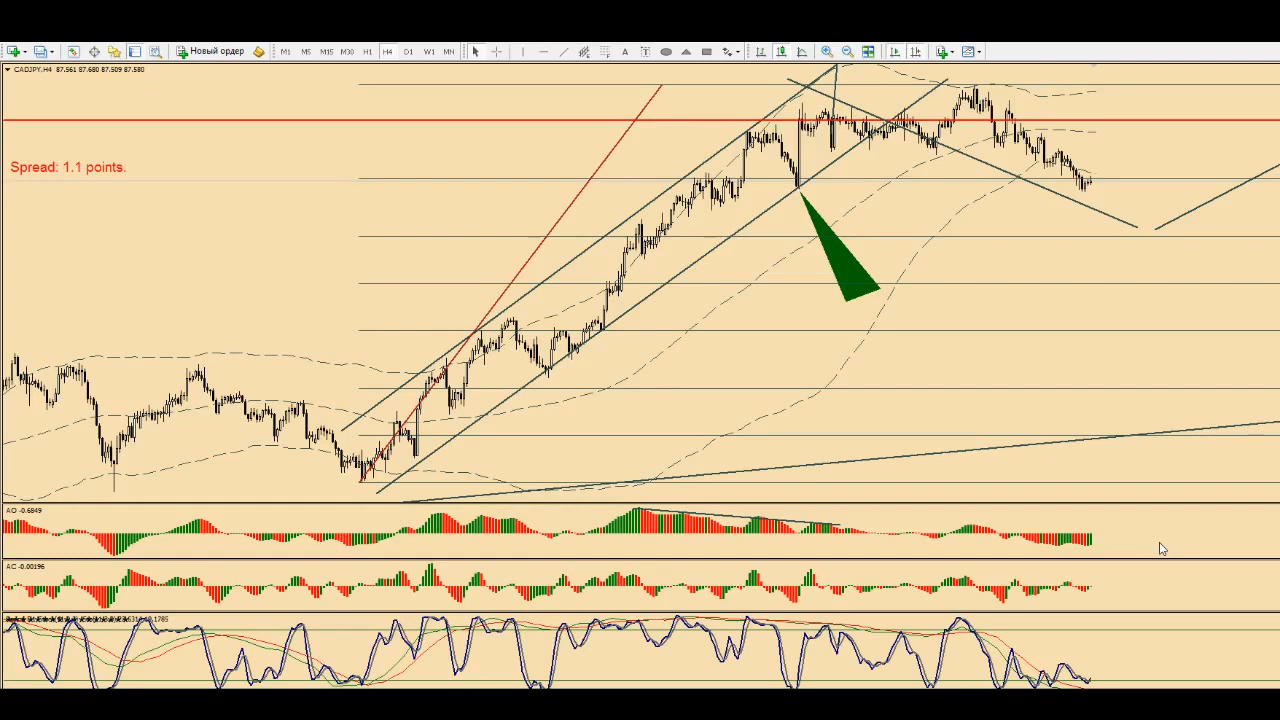 Новый ордер
M1 M5 M15 M30 H1 H4 D1 W1 MN
A T
CADJPY,H4 87.561 87.680 87.509 87.580
Spread: 1.1 points.
AO -0.6849
AC -0.00196